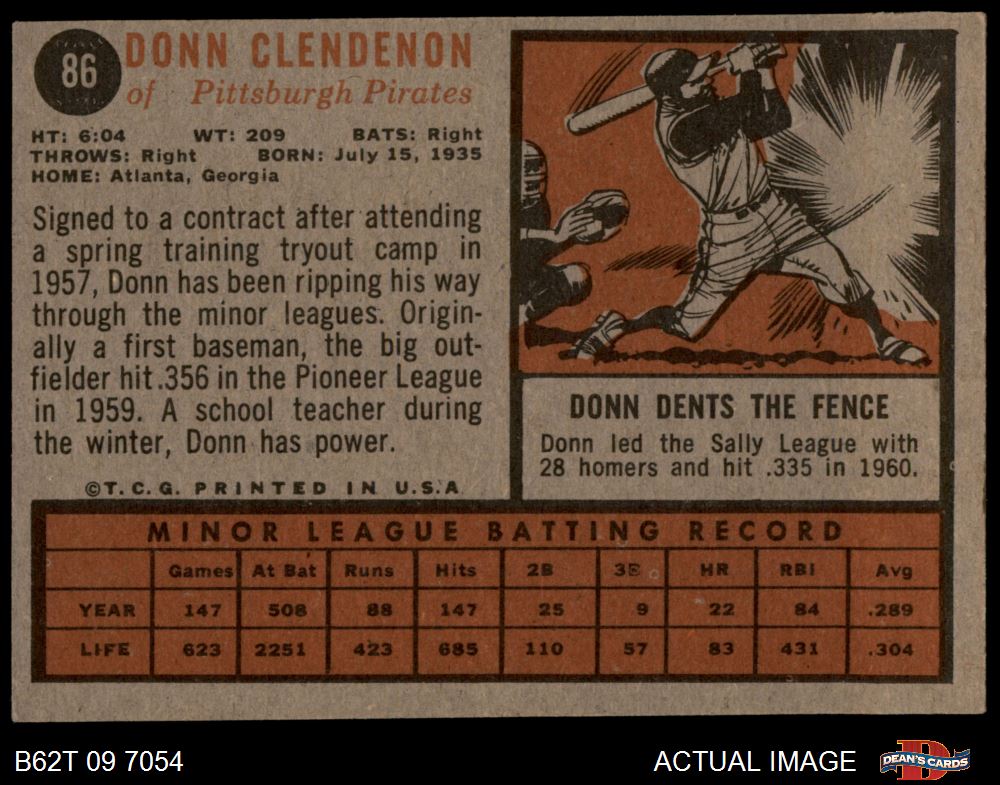 86
DONN CLENDENON
of Pittsburgh Pirates
HT: 6:04 WT: 209 BATS: Right
THROWS: Right BORN: July 15, 1935
HOME: Atlanta, Georgia
Signed to a contract after attending
a spring training tryout camp in
1957, Donn has been ripping his way
through the minor leagues. Origin-
ally a first baseman, the big out-
fielder hit .356 in the Pioneer League
in 1959. A school teacher during
the winter, Donn has power.
©T.C.G. PRINTED IN U.S.A.
DONN DENTS THE FENCE
Donn led the Sally League with
28 homers and hit .335 in 1960.
MINOR LEAGUE BATTING RECORD
Games At Bat Runs Hits 2B 3B HR RBI Avg
YEAR 147 508 88 147 25 9 22 84 .289
LIFE 623 2251 423 685 110 57 83 431 .304
B62T 09 7054
ACTUAL IMAGE
D
DEAN'S CARDS